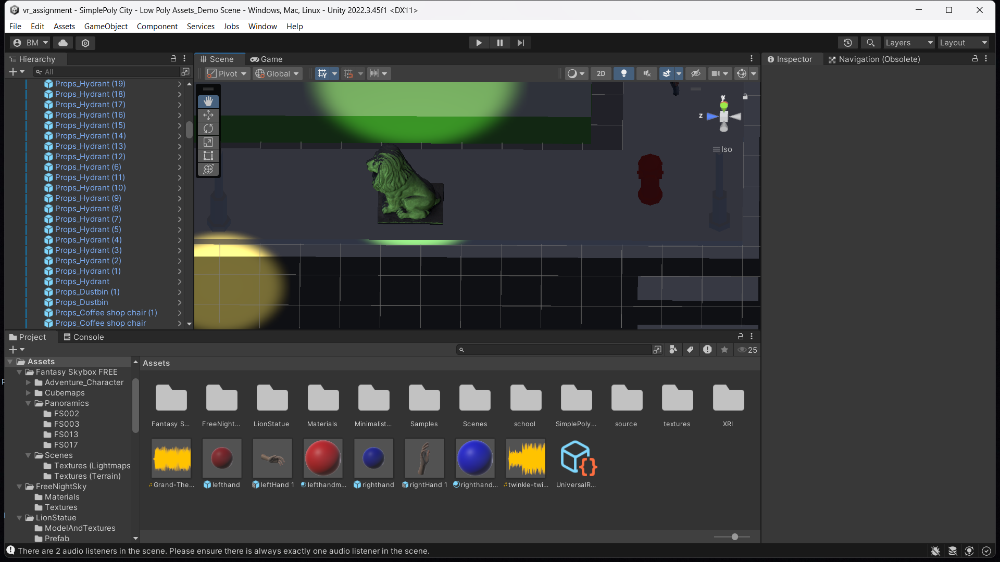 vr_assignment - SimplePoly City - Low Poly Assets_Demo Scene - Windows, Mac, Linux - Unity 2022.3.45f1 <DX11>
File Edit Assets GameObject Component Services Jobs Window Help
BM Layers Layout
Hierarchy
All
Props_Hydrant (19)
Props_Hydrant (18)
Props_Hydrant (17)
Props_Hydrant (16)
Props_Hydrant (15)
Props_Hydrant (14)
Props_Hydrant (13)
Props_Hydrant (12)
Props_Hydrant (6)
Props_Hydrant (11)
Props_Hydrant (10)
Props_Hydrant (9)
Props_Hydrant (8)
Props_Hydrant (7)
Props_Hydrant (5)
Props_Hydrant (4)
Props_Hydrant (3)
Props_Hydrant (2)
Props_Hydrant (1)
Props_Hydrant
Props_Dustbin (1)
Props_Dustbin
Props_Coffee shop chair (1)
Props_Coffee shop chair
Scene Game
Pivot Global 2D
y
z
Iso
Inspector Navigation (Obsolete)
Project Console
25
Assets
Fantasy Skybox FREE
Adventure_Character
Cubemaps
Panoramics
FS002
FS003
FS013
FS017
Scenes
Textures (Lightmaps
Textures (Terrain)
FreeNightSky
Materials
Textures
LionStatue
ModelAndTextures
Prefab
Assets
Fantasy S... FreeNight... LionStatue Materials Minimalist... Samples Scenes school SimplePoly... source textures XRI
Grand-The... lefthand leftHand 1 lefthandm... righthand rightHand 1 righthand... twinkle-twi... UniversalR...
There are 2 audio listeners in the scene. Please ensure there is always exactly one audio listener in the scene.